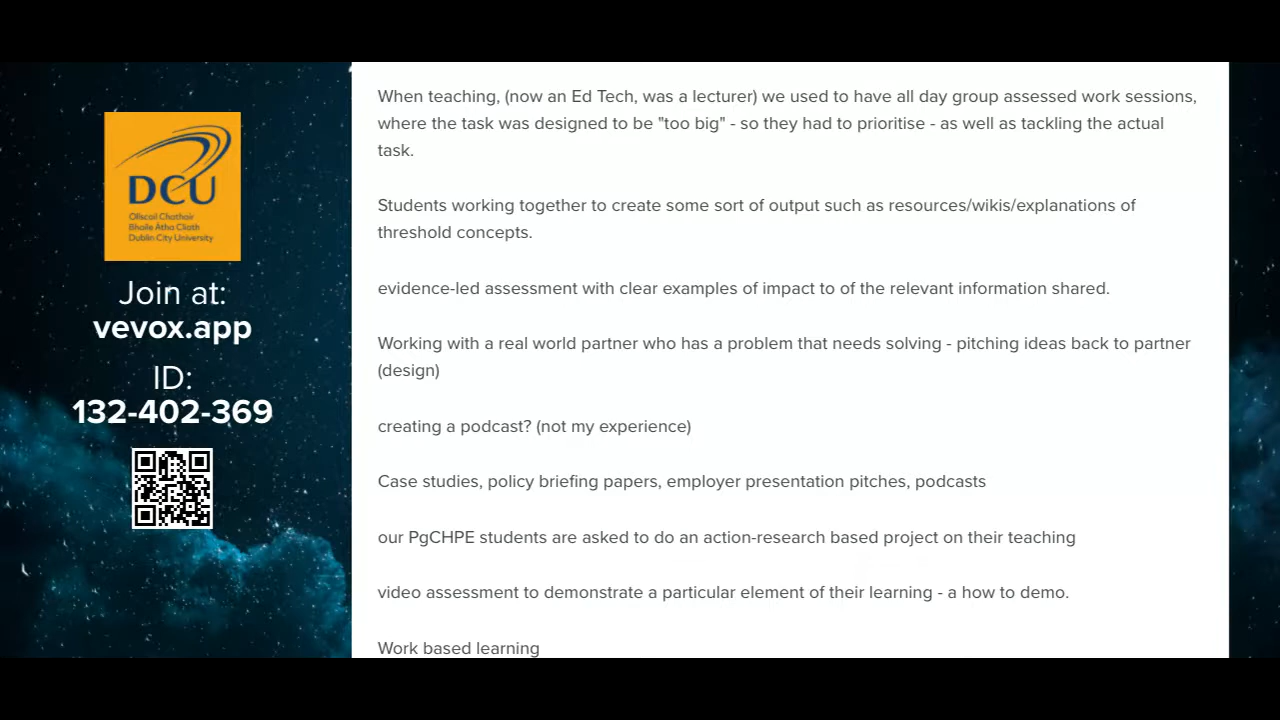 DCU
Ollscoil Chathair
Bhaile Átha Cliath
Dublin City University
Join at:
vevox.app
ID:
132-402-369
When teaching, (now an Ed Tech, was a lecturer) we used to have all day group assessed work sessions,
where the task was designed to be "too big" - so they had to prioritise - as well as tackling the actual
task.
Students working together to create some sort of output such as resources/wikis/explanations of
threshold concepts.
evidence-led assessment with clear examples of impact to of the relevant information shared.
Working with a real world partner who has a problem that needs solving - pitching ideas back to partner
(design)
creating a podcast? (not my experience)
Case studies, policy briefing papers, employer presentation pitches, podcasts
our PgCHPE students are asked to do an action-research based project on their teaching
video assessment to demonstrate a particular element of their learning - a how to demo.
Work based learning